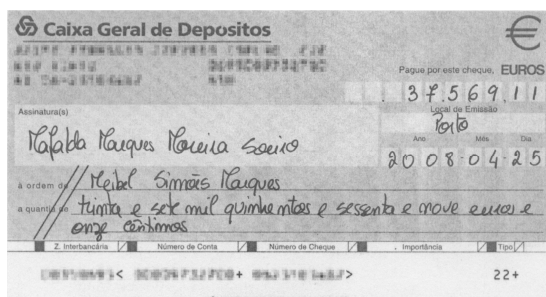 Caixa Geral de Depositos
€
Pague por este cheque, EUROS
37.569,11
Local de Emissão
Porto
Assinatura(s)
Mafalda Marques Moreira Soeiro
Ano Mês Dia
2008-04-25
à ordem de Meibel Simões Marques
a quantia de trinta e sete mil quinhentos e sessenta e nove euros e
onze cêntimos
Z. Interbancária Número de Conta Número de Cheque . Importância Tipo
< + > 22+